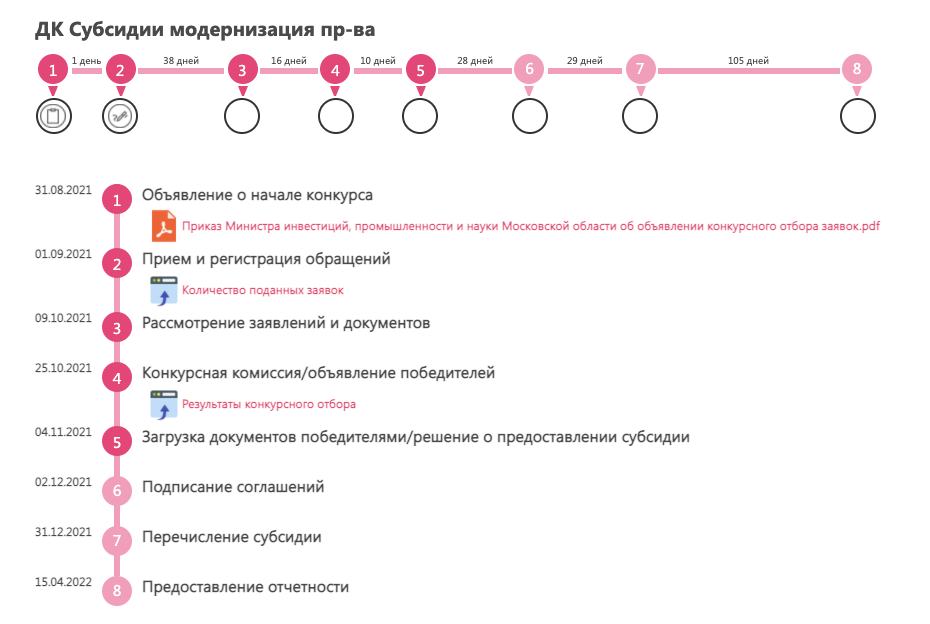 ДК Субсидии модернизация пр-ва
1 1 день 2 38 дней 3 16 дней 4 10 дней 5 28 дней 6 29 дней 7 105 дней 8
31.08.2021 1 Объявление о начале конкурса
Приказ Министра инвестиций, промышленности и науки Московской области об объявлении конкурсного отбора заявок.pdf
01.09.2021 2 Прием и регистрация обращений
Количество поданных заявок
09.10.2021 3 Рассмотрение заявлений и документов
25.10.2021 4 Конкурсная комиссия/объявление победителей
Результаты конкурсного отбора
04.11.2021 5 Загрузка документов победителями/решение о предоставлении субсидии
02.12.2021 6 Подписание соглашений
31.12.2021 7 Перечисление субсидии
15.04.2022 8 Предоставление отчетности